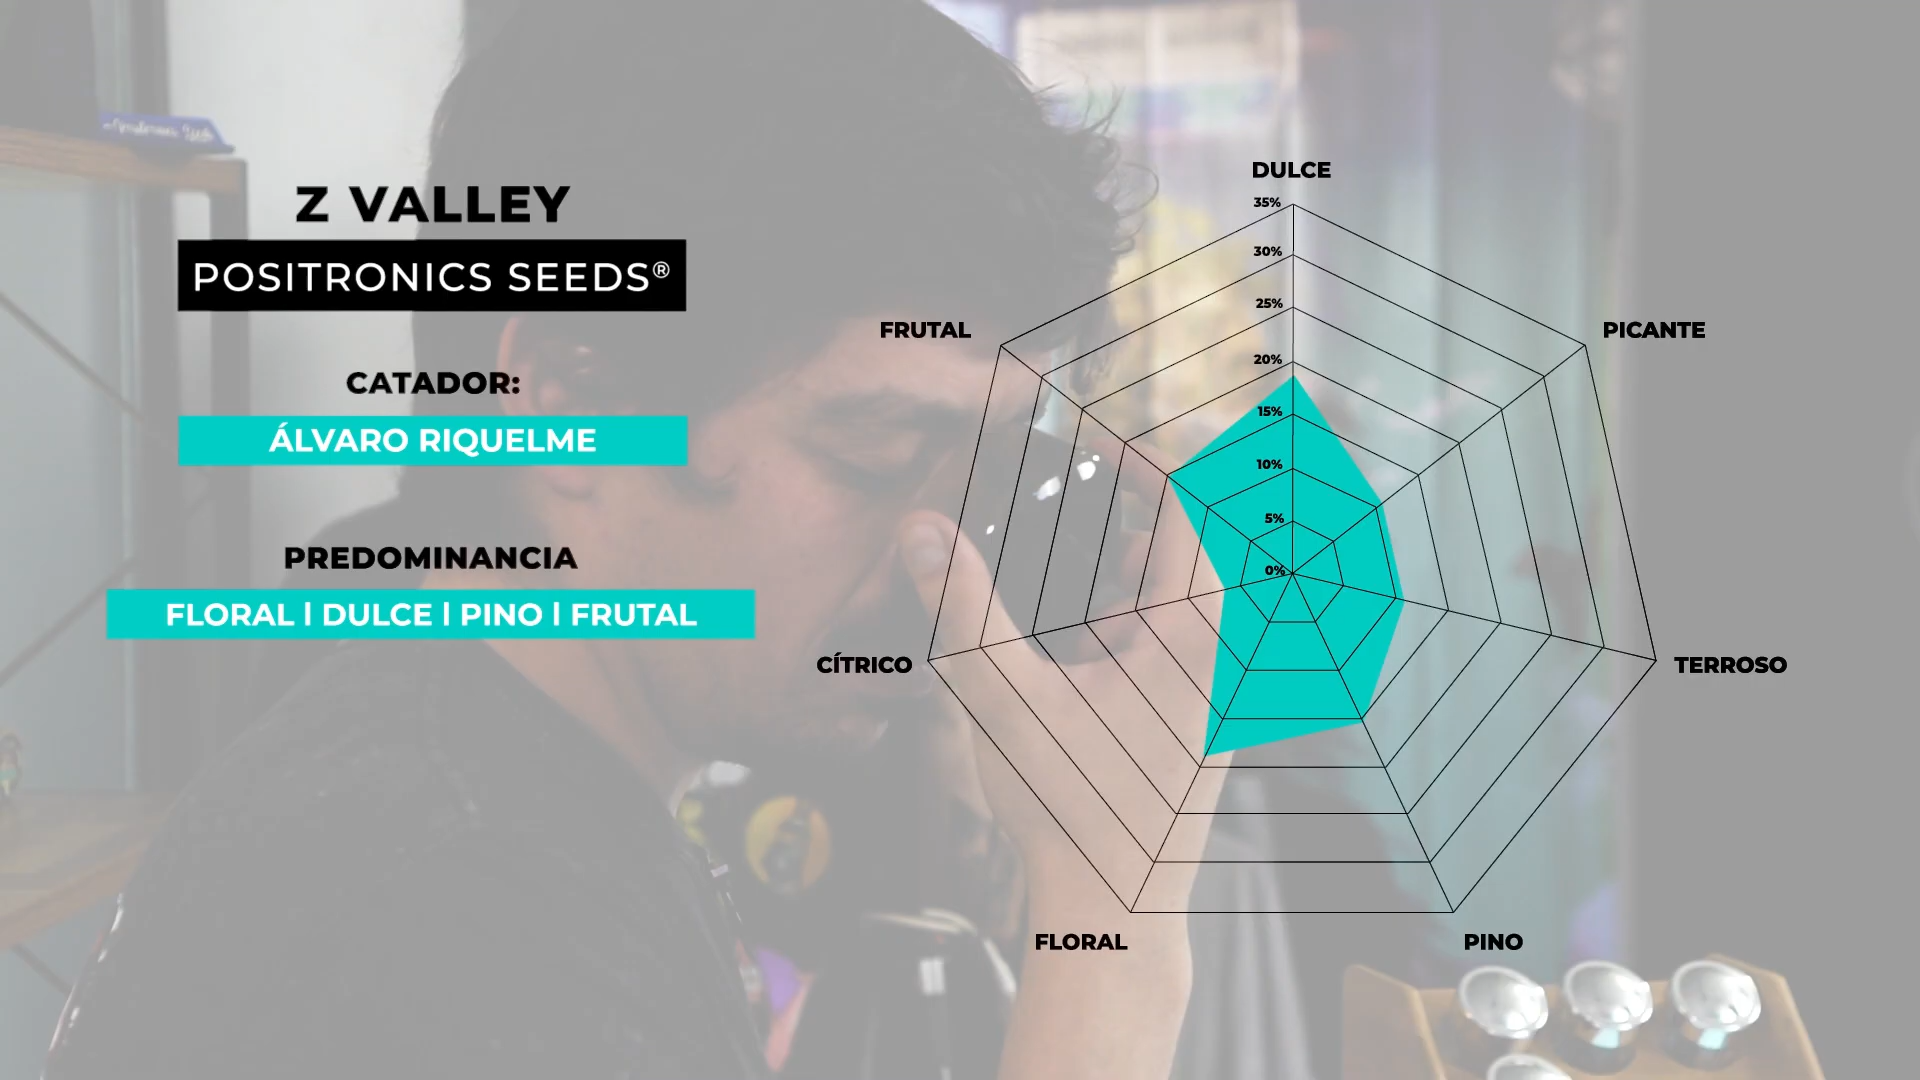 Z VALLEY
POSITRONICS SEEDS®
CATADOR:
ÁLVARO RIQUELME
PREDOMINANCIA
FLORAL | DULCE | PINO | FRUTAL
DULCE
35%
30%
25%
20%
15%
10%
5%
0%
FRUTAL
PICANTE
CÍTRICO
TERROSO
FLORAL
PINO